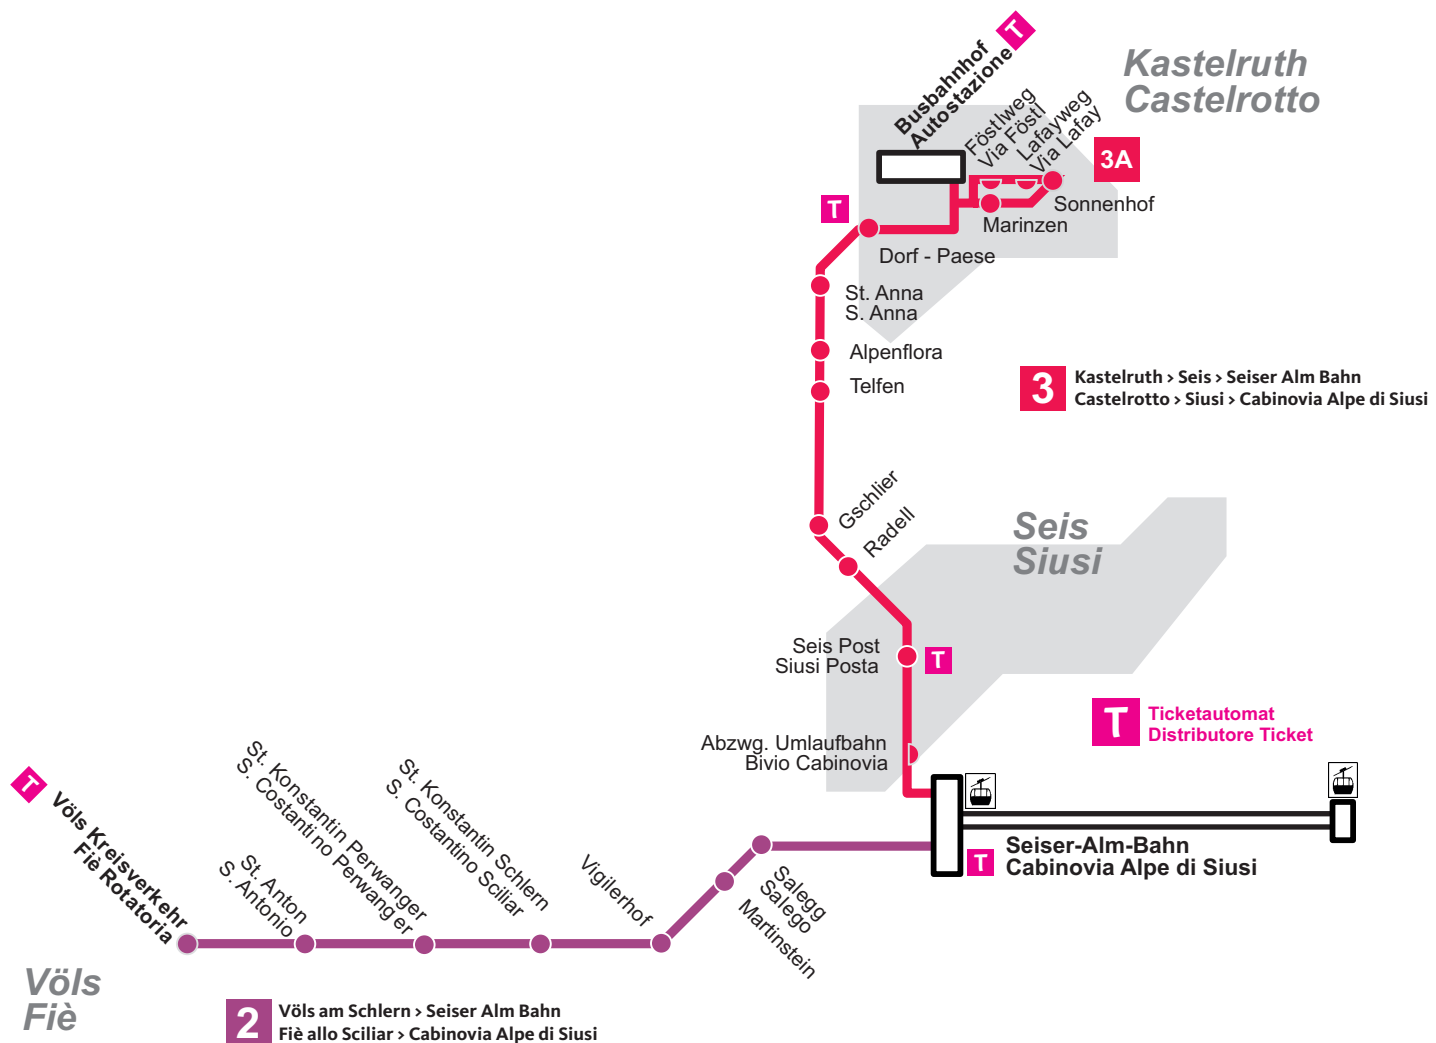 T
Busbahnhof
Autostazione
Kastelruth
Castelrotto
Föstlweg
Via Föstl
Lafayweg
Via Lafay
3A
T
Sonnenhof
Marinzen
Dorf - Paese
St. Anna
S. Anna
Alpenflora
Telfen
3
Kastelruth › Seis › Seiser Alm Bahn
Castelrotto › Siusi › Cabinovia Alpe di Siusi
Gschlier
Radell
Seis
Siusi
Seis Post
Siusi Posta
T
T
Ticketautomat
Distributore Ticket
Abzwg. Umlaufbahn
Bivio Cabinovia
T
Seiser-Alm-Bahn
Cabinovia Alpe di Siusi
T
Völs Kreisverkehr
Fiè Rotatoria
St. Anton
S. Antonio
St. Konstantin Perwanger
S. Costantino Perwanger
St. Konstantin Schlern
S. Costantino Sciliar
Vigilerhof
Salegg
Salego
Martinstein
Völs
Fiè
2
Völs am Schlern › Seiser Alm Bahn
Fiè allo Sciliar › Cabinovia Alpe di Siusi